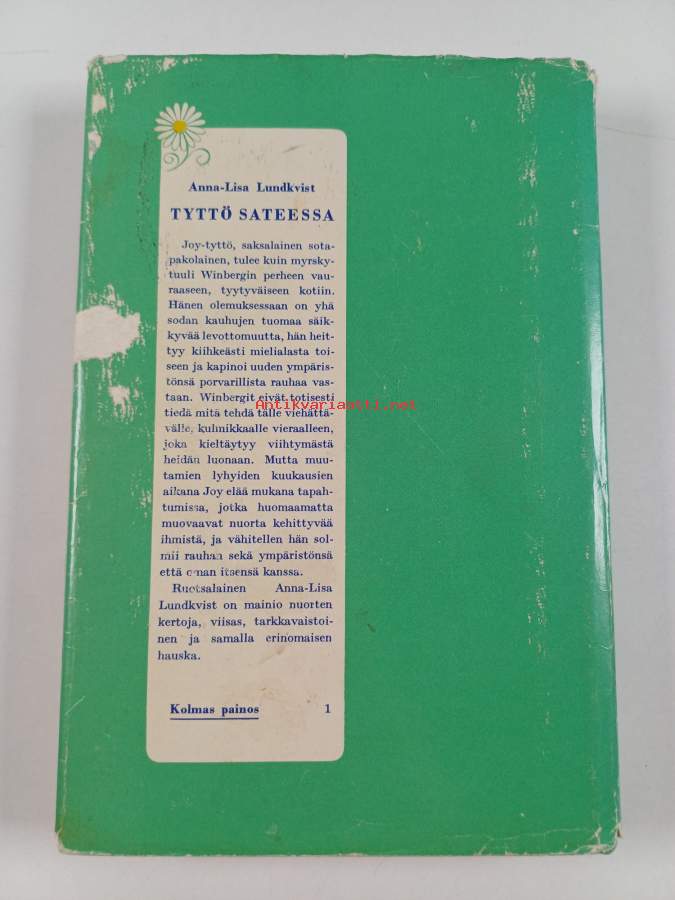 Anna-Lisa Lundkvist
TYTTÖ SATEESSA
Joy-tyttö, saksalainen sota-
pakolainen, tulee kuin myrsky-
tuuli Winbergin perheen vau-
raaseen, tyytyväiseen kotiin.
Hänen olemuksessaan on yhä
sodan kauhujen tuomaa säik-
kyvää levottomuutta, hän heit-
tyy kiihkeästi mielialasta toi-
seen ja kapinoi uuden ympäris-
tönsä porvarillista rauhaa vas-
taan. Winbergit eivät totisesti
Antikvariaatti.net
tiedä mitä tehdä tälle viehättä-
välle, kulmikkaalle vieraalleen,
joka kieltäytyy viihtymästä
heidän luonaan. Mutta muu-
tamien lyhyiden kuukausien
aikana Joy elää mukana tapah-
tumissa, jotka huomaamatta
muovaavat nuorta kehittyvää
ihmistä, ja vähitellen hän sol-
mii rauhan sekä ympäristönsä
että oman itsensä kanssa.
Ruotsalainen Anna-Lisa
Lundkvist on mainio nuorten
kertoja, viisas, tarkkavaistoi-
nen ja samalla erinomaisen
hauska.
Kolmas painos 1